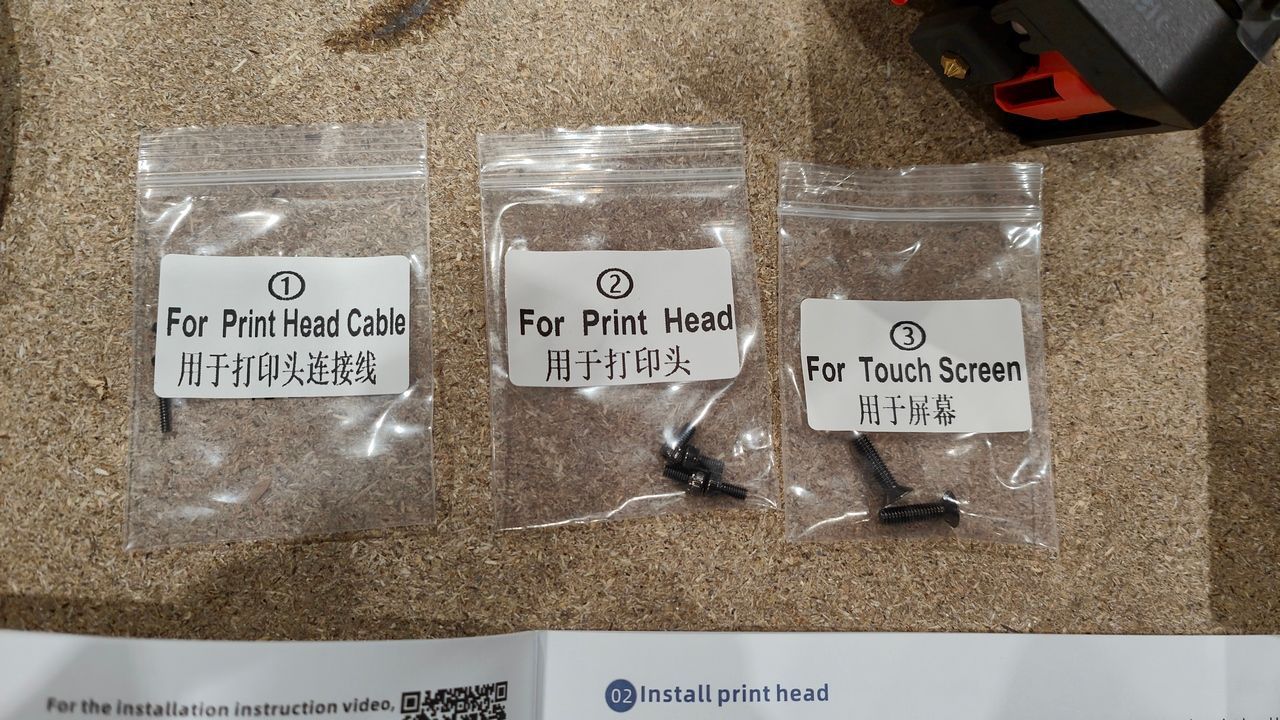 ①
For Print Head Cable
用于打印头连接线
②
For Print Head
用于打印头
③
For Touch Screen
用于屏幕
For the installation instruction video,
02 Install print head